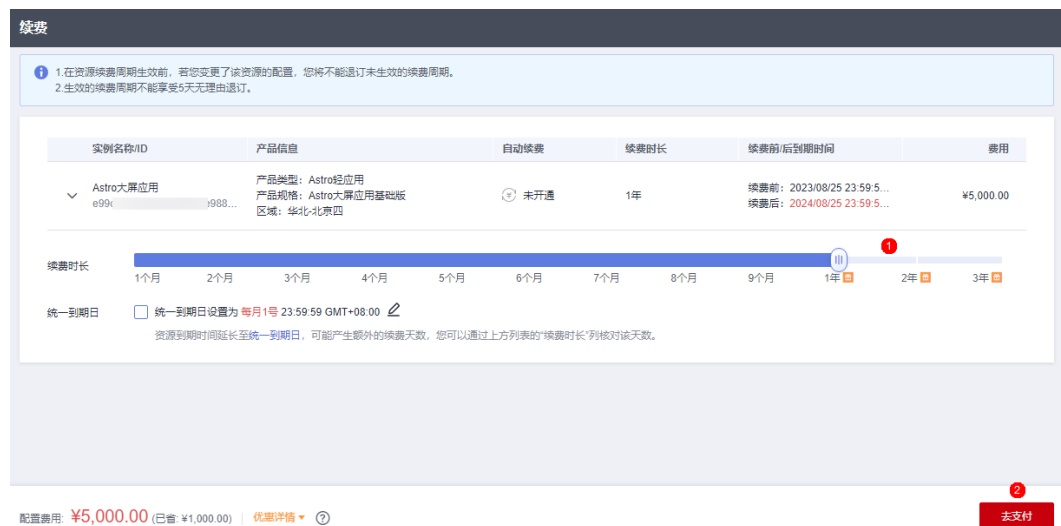 续费
1.在资源续费周期生效前，若您变更了该资源的配置，您将不能退订未生效的续费周期。
2.生效的续费周期不能享受5天无理由退订。
实例名称/ID 产品信息 自动续费 续费时长 续费前/后到期时间 费用
Astro大屏应用
产品类型：Astro轻应用
产品规格：Astro大屏应用基础版
区域：华北-北京四
未开通
1年
续费前：2023/08/25 23:59:5...
续费后：2024/08/25 23:59:5...
¥5,000.00
1
续费时长
1个月 2个月 3个月 4个月 5个月 6个月 7个月 8个月 9个月 1年 2年 3年
统一到期日 统一到期日设置为 每月1号 23:59:59 GMT+08:00
资源到期时间延长至统一到期日，可能产生额外的续费天数，您可以通过上方列表的“续费时长”列核对该天数。
2
配置费用: ¥5,000.00 (已省: ¥1,000.00) 优惠详情 ?
去支付